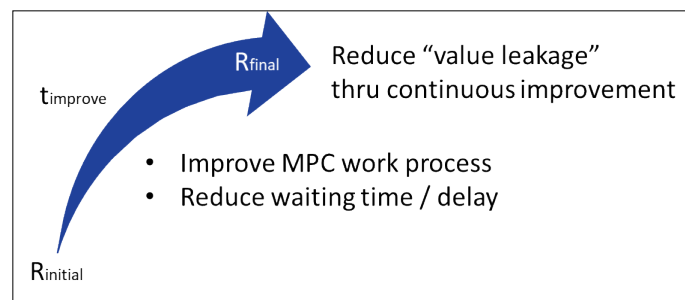 Rfinal
Reduce “value leakage”
thru continuous improvement
timprove
• Improve MPC work process
• Reduce waiting time / delay
Rinitial